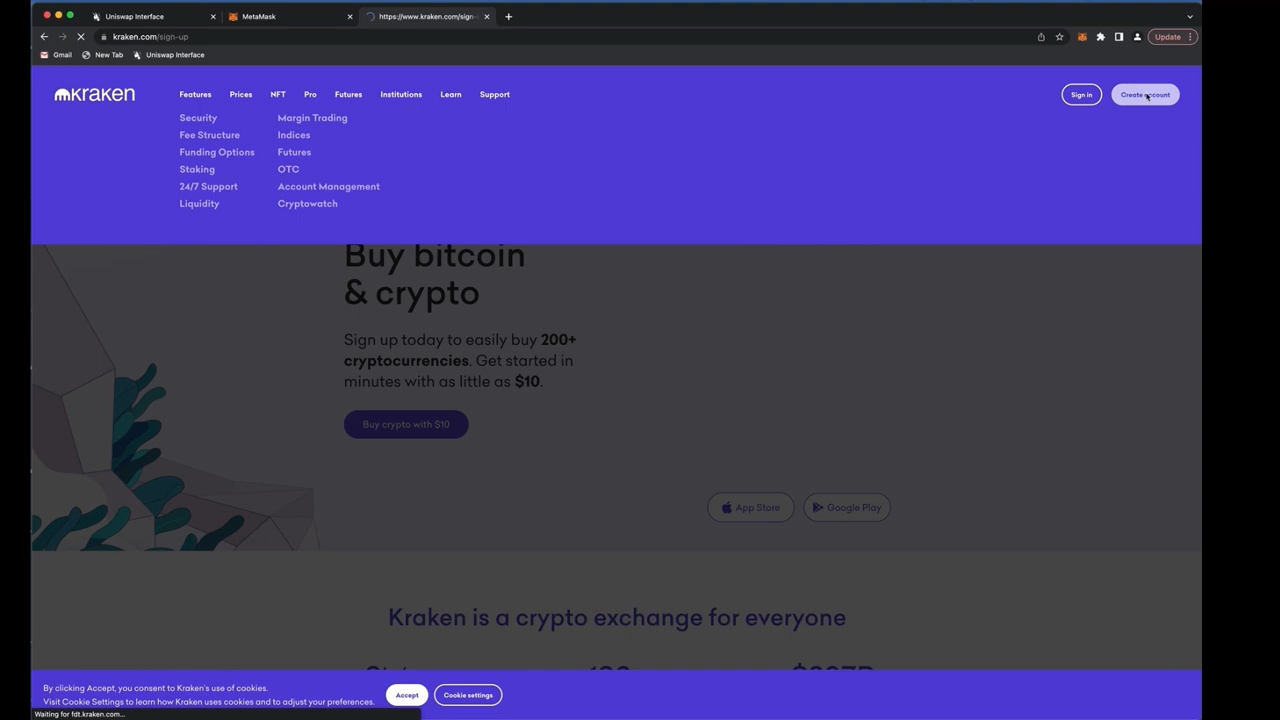 Uniswap Interface
MetaMask
https://www.kraken.com/sign-
kraken.com/sign-up
Update
Gmail
New Tab
Uniswap Interface
kraken
Features
Prices
NFT
Pro
Futures
Institutions
Learn
Support
Sign in
Create account
Security
Fee Structure
Funding Options
Staking
24/7 Support
Liquidity
Margin Trading
Indices
Futures
OTC
Account Management
Cryptowatch
Buy bitcoin
& crypto
Sign up today to easily buy 200+
cryptocurrencies. Get started in
minutes with as little as $10.
Buy crypto with $10
App Store
Google Play
Kraken is a crypto exchange for everyone
By clicking Accept, you consent to Kraken's use of cookies.
Visit Cookie Settings to learn how Kraken uses cookies and to adjust your preferences.
Accept
Cookie settings
Waiting for fdt.kraken.com...